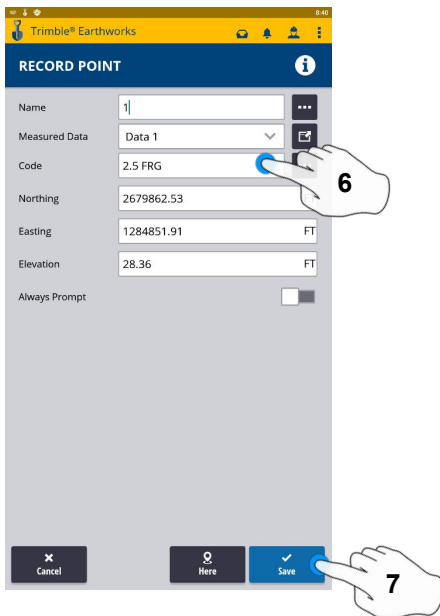 8:40
Trimble® Earthworks
RECORD POINT
Name 1
Measured Data Data 1
Code 2.5 FRG
6
Northing 2679862.53
Easting 1284851.91 FT
Elevation 28.36 FT
Always Prompt
Cancel Here Save
7